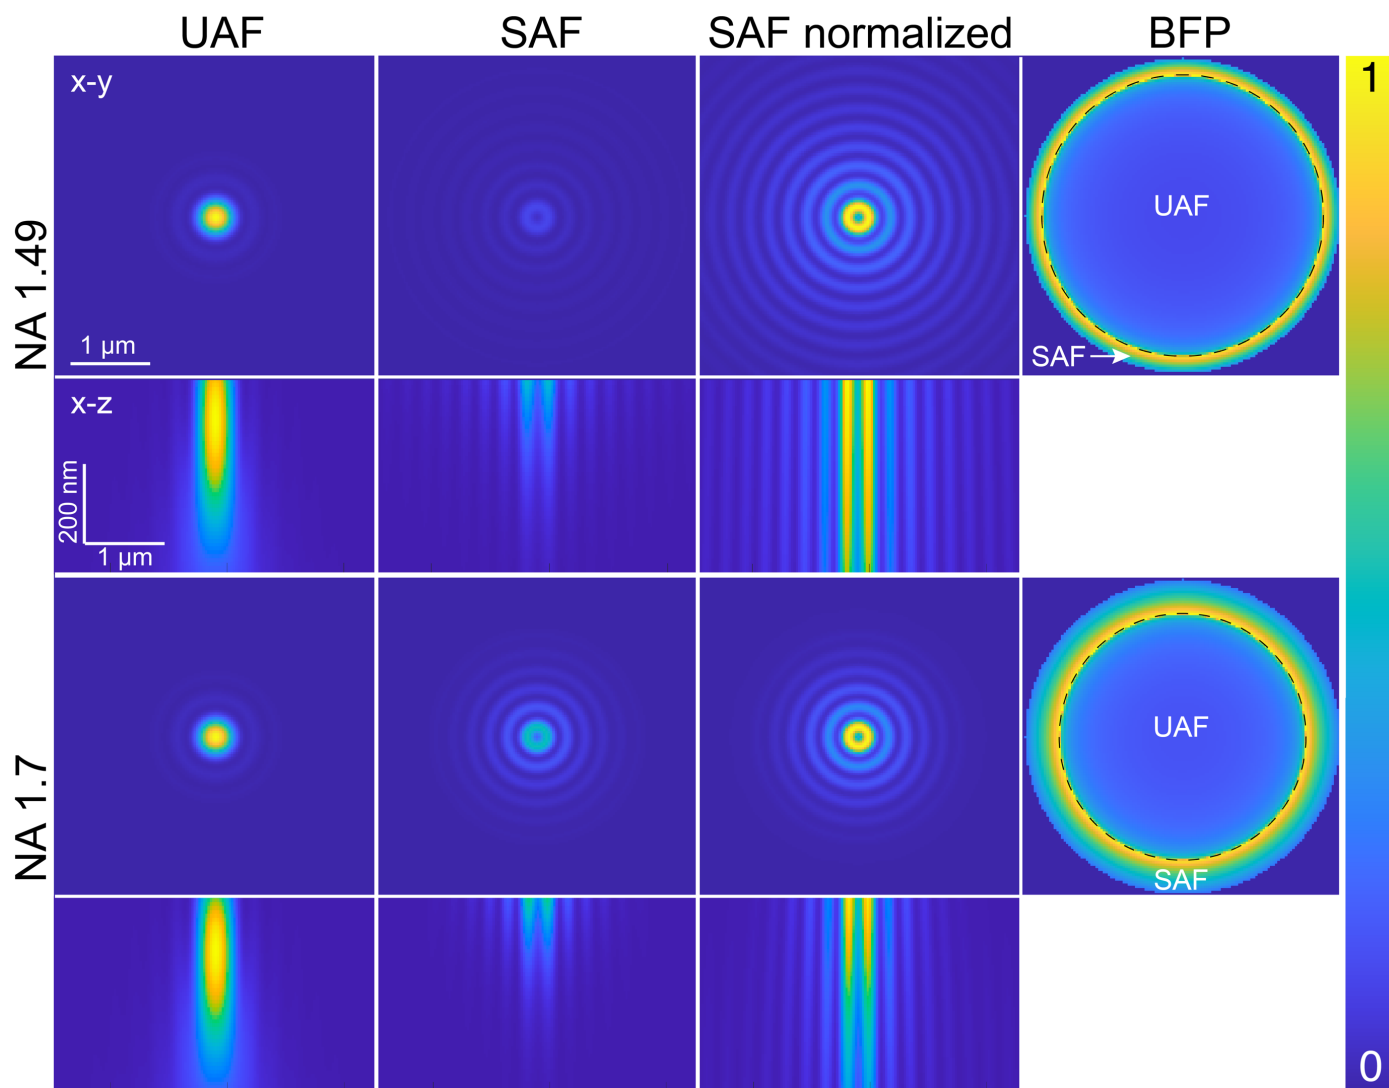 UAF SAF SAF normalized BFP
x-y
1
UAF
NA 1.49
1 µm
SAF
x-z
200 nm
1 µm
UAF
NA 1.7
SAF
0